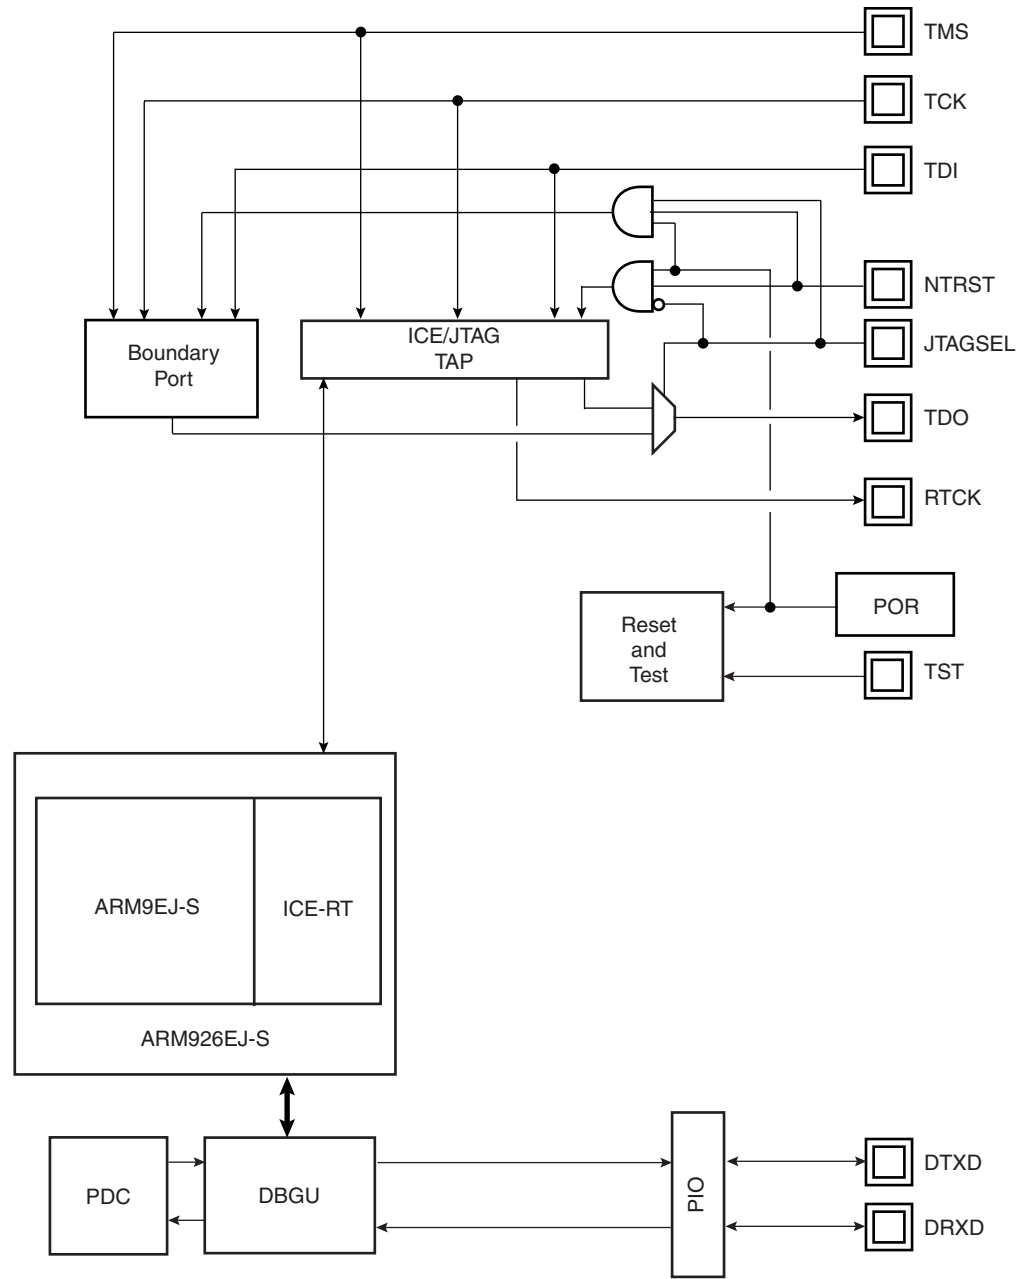 TMS
TCK
TDI
NTRST
JTAGSEL
ICE/JTAG
TAP
Boundary
Port
TDO
RTCK
POR
Reset
and
Test
TST
ARM9EJ-S
ICE-RT
ARM926EJ-S
PDC
DBGU
PIO
DTXD
DRXD